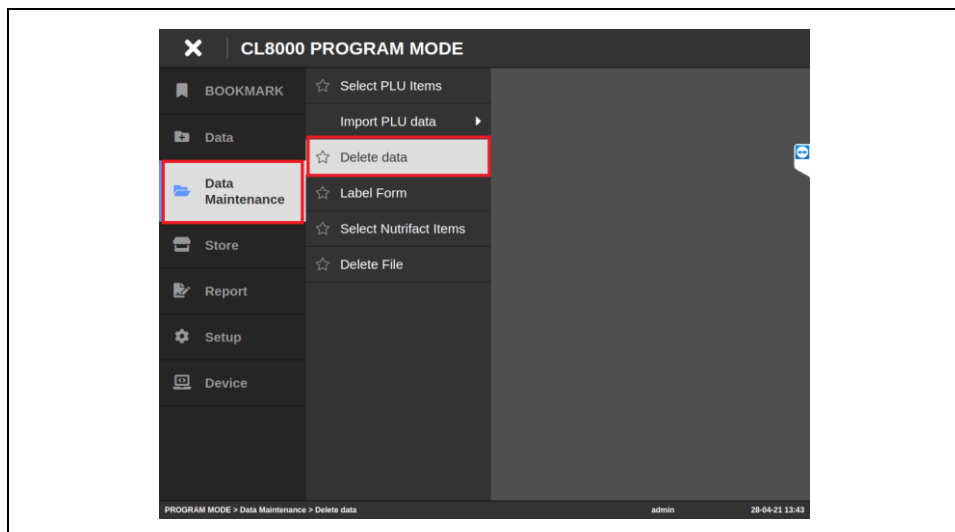 CL8000 PROGRAM MODE
BOOKMARK
Data
Data
Maintenance
Store
Report
Setup
Device
Select PLU Items
Import PLU data
Delete data
Label Form
Select Nutrifact Items
Delete File
PROGRAM MODE > Data Maintenance > Delete data
admin
28-04-21 13:43